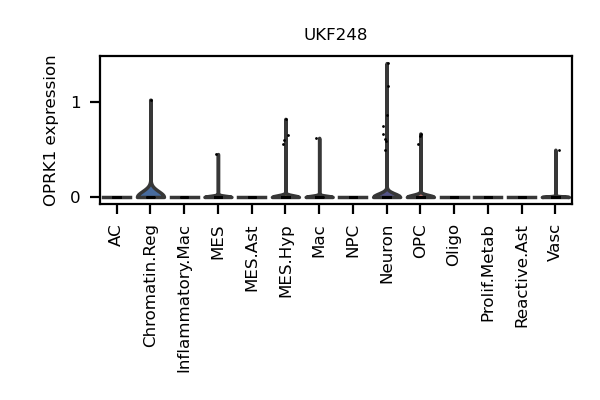 UKF248
OPRK1 expression
1
0
AC
Chromatin.Reg
Inflammatory.Mac
MES
MES.Ast
MES.Hyp
Mac
NPC
Neuron
OPC
Oligo
Prolif.Metab
Reactive.Ast
Vasc